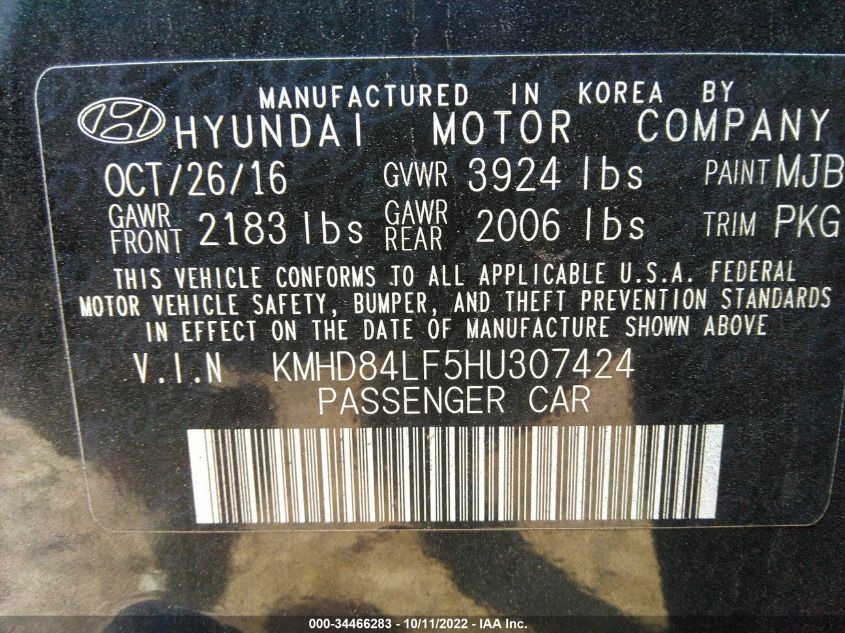 MANUFACTURED IN KOREA BY
HYUNDAI MOTOR COMPANY
OCT/26/16 GVWR 3924 lbs PAINT MJB
GAWR FRONT 2183 lbs GAWR REAR 2006 lbs TRIM PKG
THIS VEHICLE CONFORMS TO ALL APPLICABLE U.S.A. FEDERAL
MOTOR VEHICLE SAFETY, BUMPER, AND THEFT PREVENTION STANDARDS
IN EFFECT ON THE DATE OF MANUFACTURE SHOWN ABOVE
V.I.N KMHD84LF5HU307424
PASSENGER CAR
000-34466283 - 10/11/2022 - IAA Inc.